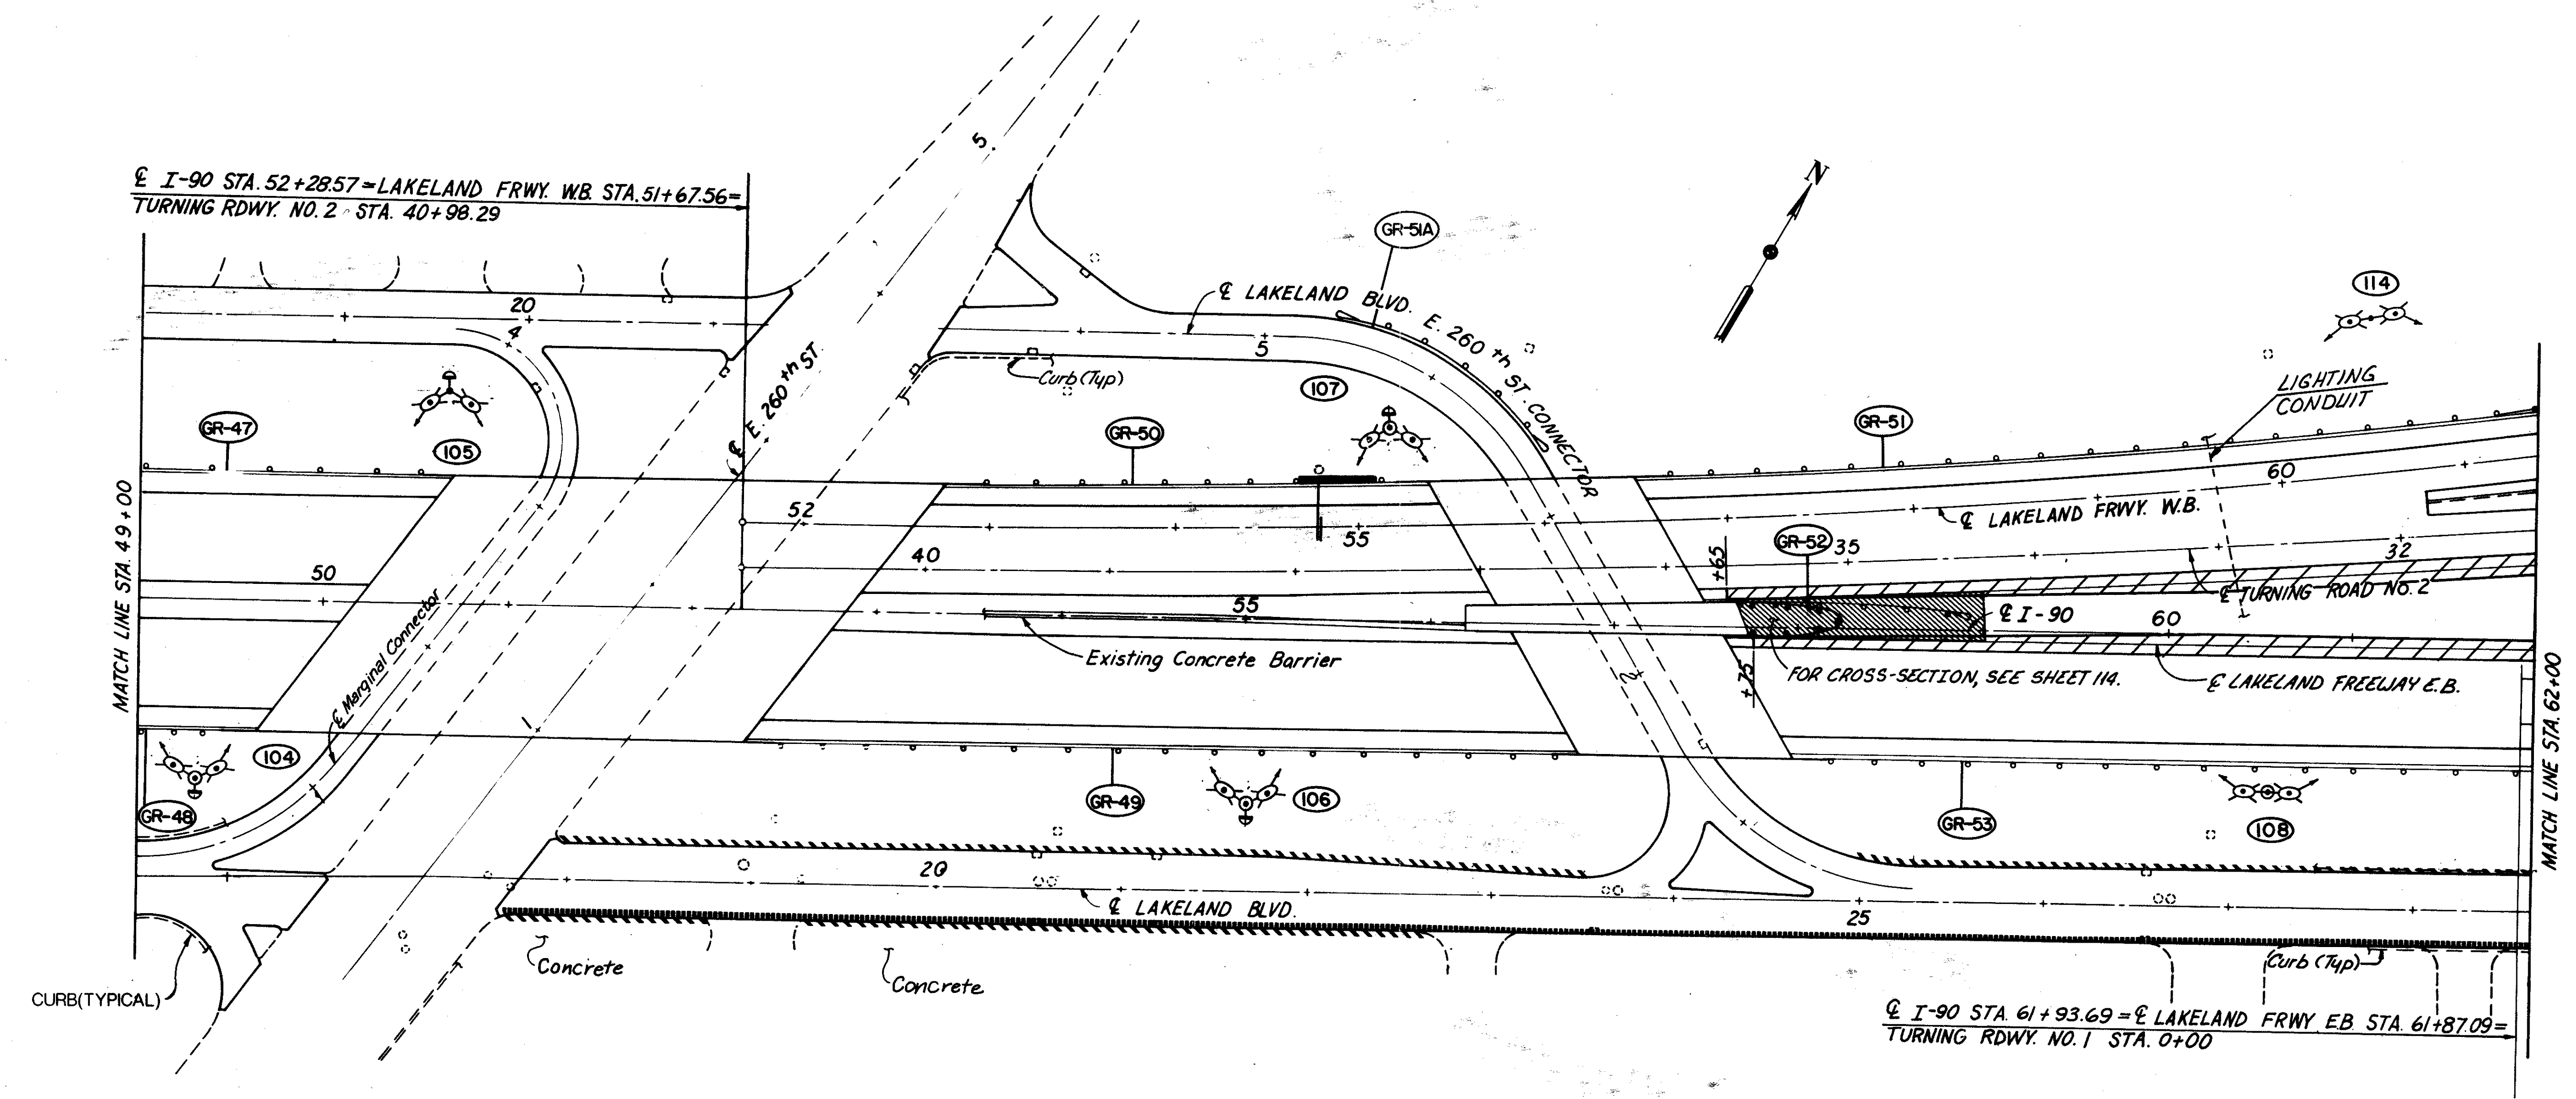 ℄ I-90 STA. 52+28.57=LAKELAND FRWY. W.B. STA. 51+67.56=
TURNING RDWY. NO. 2 STA. 40+98.29
N
5
GR-51A
114
℄ LAKELAND BLVD. E. 260 th ST. CONNECTOR
20
4
5
Curb (Typ)
107
LIGHTING
CONDUIT
℄ E. 260th ST.
GR-47
105
GR-50
GR-51
60
MATCH LINE STA. 49+00
52
55
℄ LAKELAND FRWY. W.B.
40
GR-52
35
32
50
+65
℄ TURNING ROAD NO. 2
55
℄ I-90
60
℄ Marginal Connector
Existing Concrete Barrier
2
+75
FOR CROSS-SECTION, SEE SHEET 114.
℄ LAKELAND FREEWAY E.B.
1
MATCH LINE STA. 62+00
104
GR-48
GR-49
106
GR-53
108
20
℄ LAKELAND BLVD.
25
Concrete
Concrete
Curb (Typ)
CURB(TYPICAL)
℄ I-90 STA. 61+93.69=℄ LAKELAND FRWY E.B. STA. 61+87.09=
TURNING RDWY. NO. 1 STA. 0+00